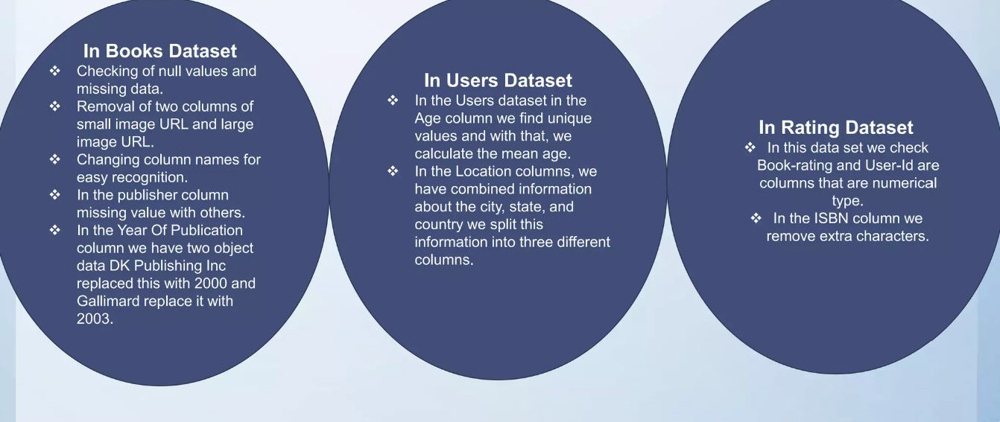 In Books Dataset
❖ Checking of null values and
missing data.
❖ Removal of two columns of
small image URL and large
image URL.
❖ Changing column names for
easy recognition.
❖ In the publisher column
missing value with others.
❖ In the Year Of Publication
column we have two object
data DK Publishing Inc
replaced this with 2000 and
Gallimard replace it with
2003.
In Users Dataset
❖ In the Users dataset in the
Age column we find unique
values and with that, we
calculate the mean age.
❖ In the Location columns, we
have combined information
about the city, state, and
country we split this
information into three different
columns.
In Rating Dataset
❖ In this data set we check
Book-rating and User-Id are
columns that are numerical
type.
❖ In the ISBN column we
remove extra characters.